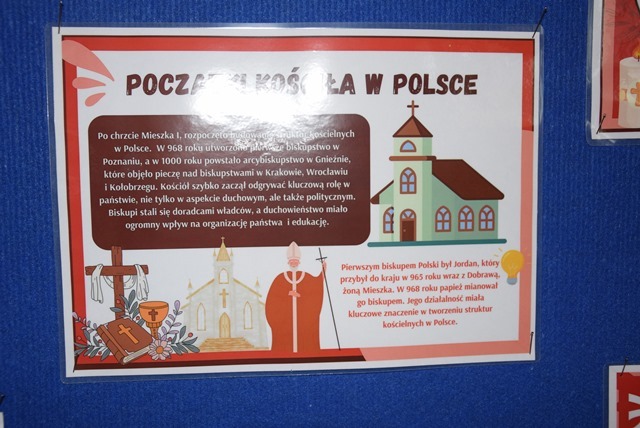 POCZĄTKI KOŚCIOŁA W POLSCE
Po chrzcie Mieszka I, rozpoczęto budowanie struktur kościelnych
w Polsce. W 968 roku utworzono pierwsze biskupstwo w
Poznaniu, a w 1000 roku powstało arcybiskupstwo w Gnieźnie,
które objęło pieczę nad biskupstwami w Krakowie, Wrocławiu
i Kołobrzegu. Kościół szybko zaczął odgrywać kluczową rolę w
państwie, nie tylko w aspekcie duchowym, ale także politycznym.
Biskupi stali się doradcami władców, a duchowieństwo miało
ogromny wpływ na organizację państwa i edukację.
Pierwszym biskupem Polski był Jordan, który
przybył do kraju w 965 roku wraz z Dobrawą,
żoną Mieszka. W 968 roku papież mianował
go biskupem. Jego działalność miała
kluczowe znaczenie w tworzeniu struktur
kościelnych w Polsce.